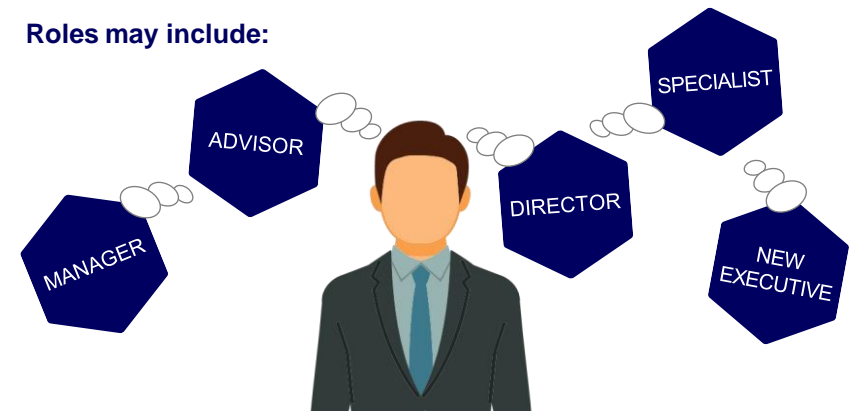 Roles may include:
SPECIALIST
ADVISOR
DIRECTOR
MANAGER
NEW
EXECUTIVE